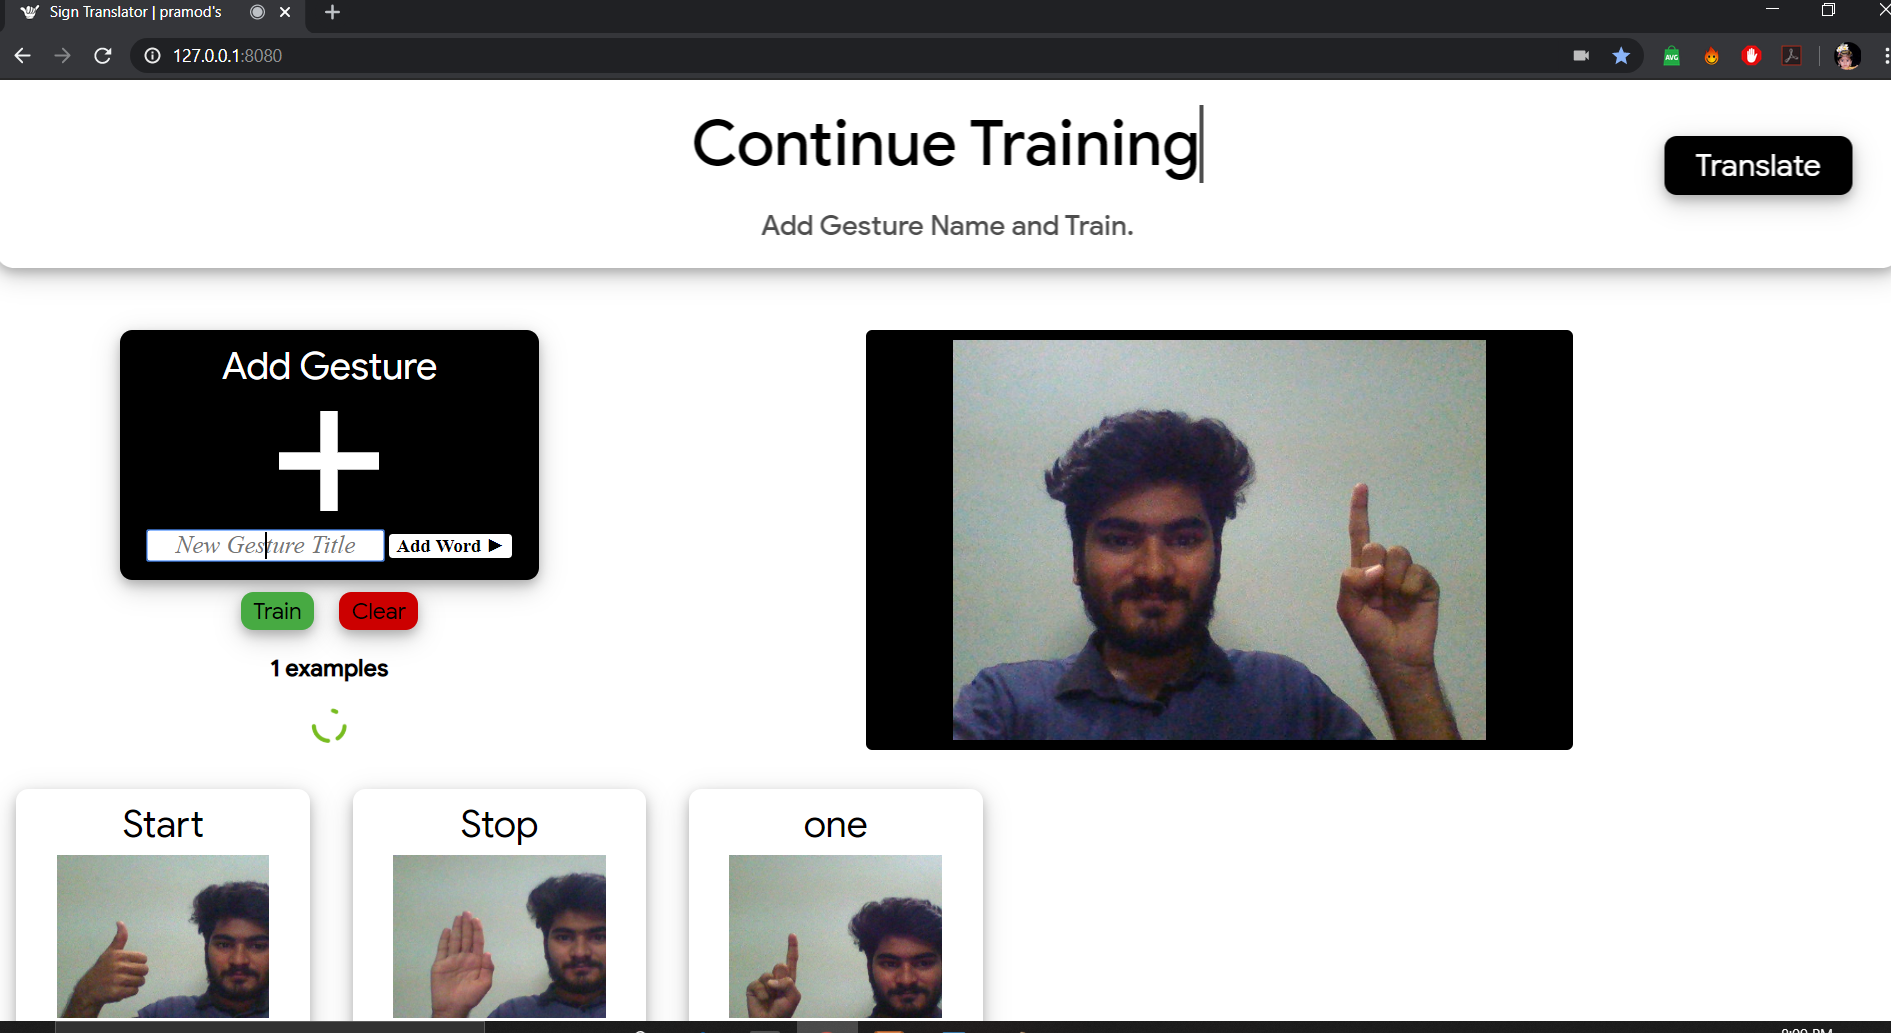 Sign Translator | pramod's
127.0.0.1:8080
AVG
Continue Training
Translate
Add Gesture Name and Train.
Add Gesture
New Gesture Title
Add Word ▶
Train
Clear
1 examples
Start
Stop
one